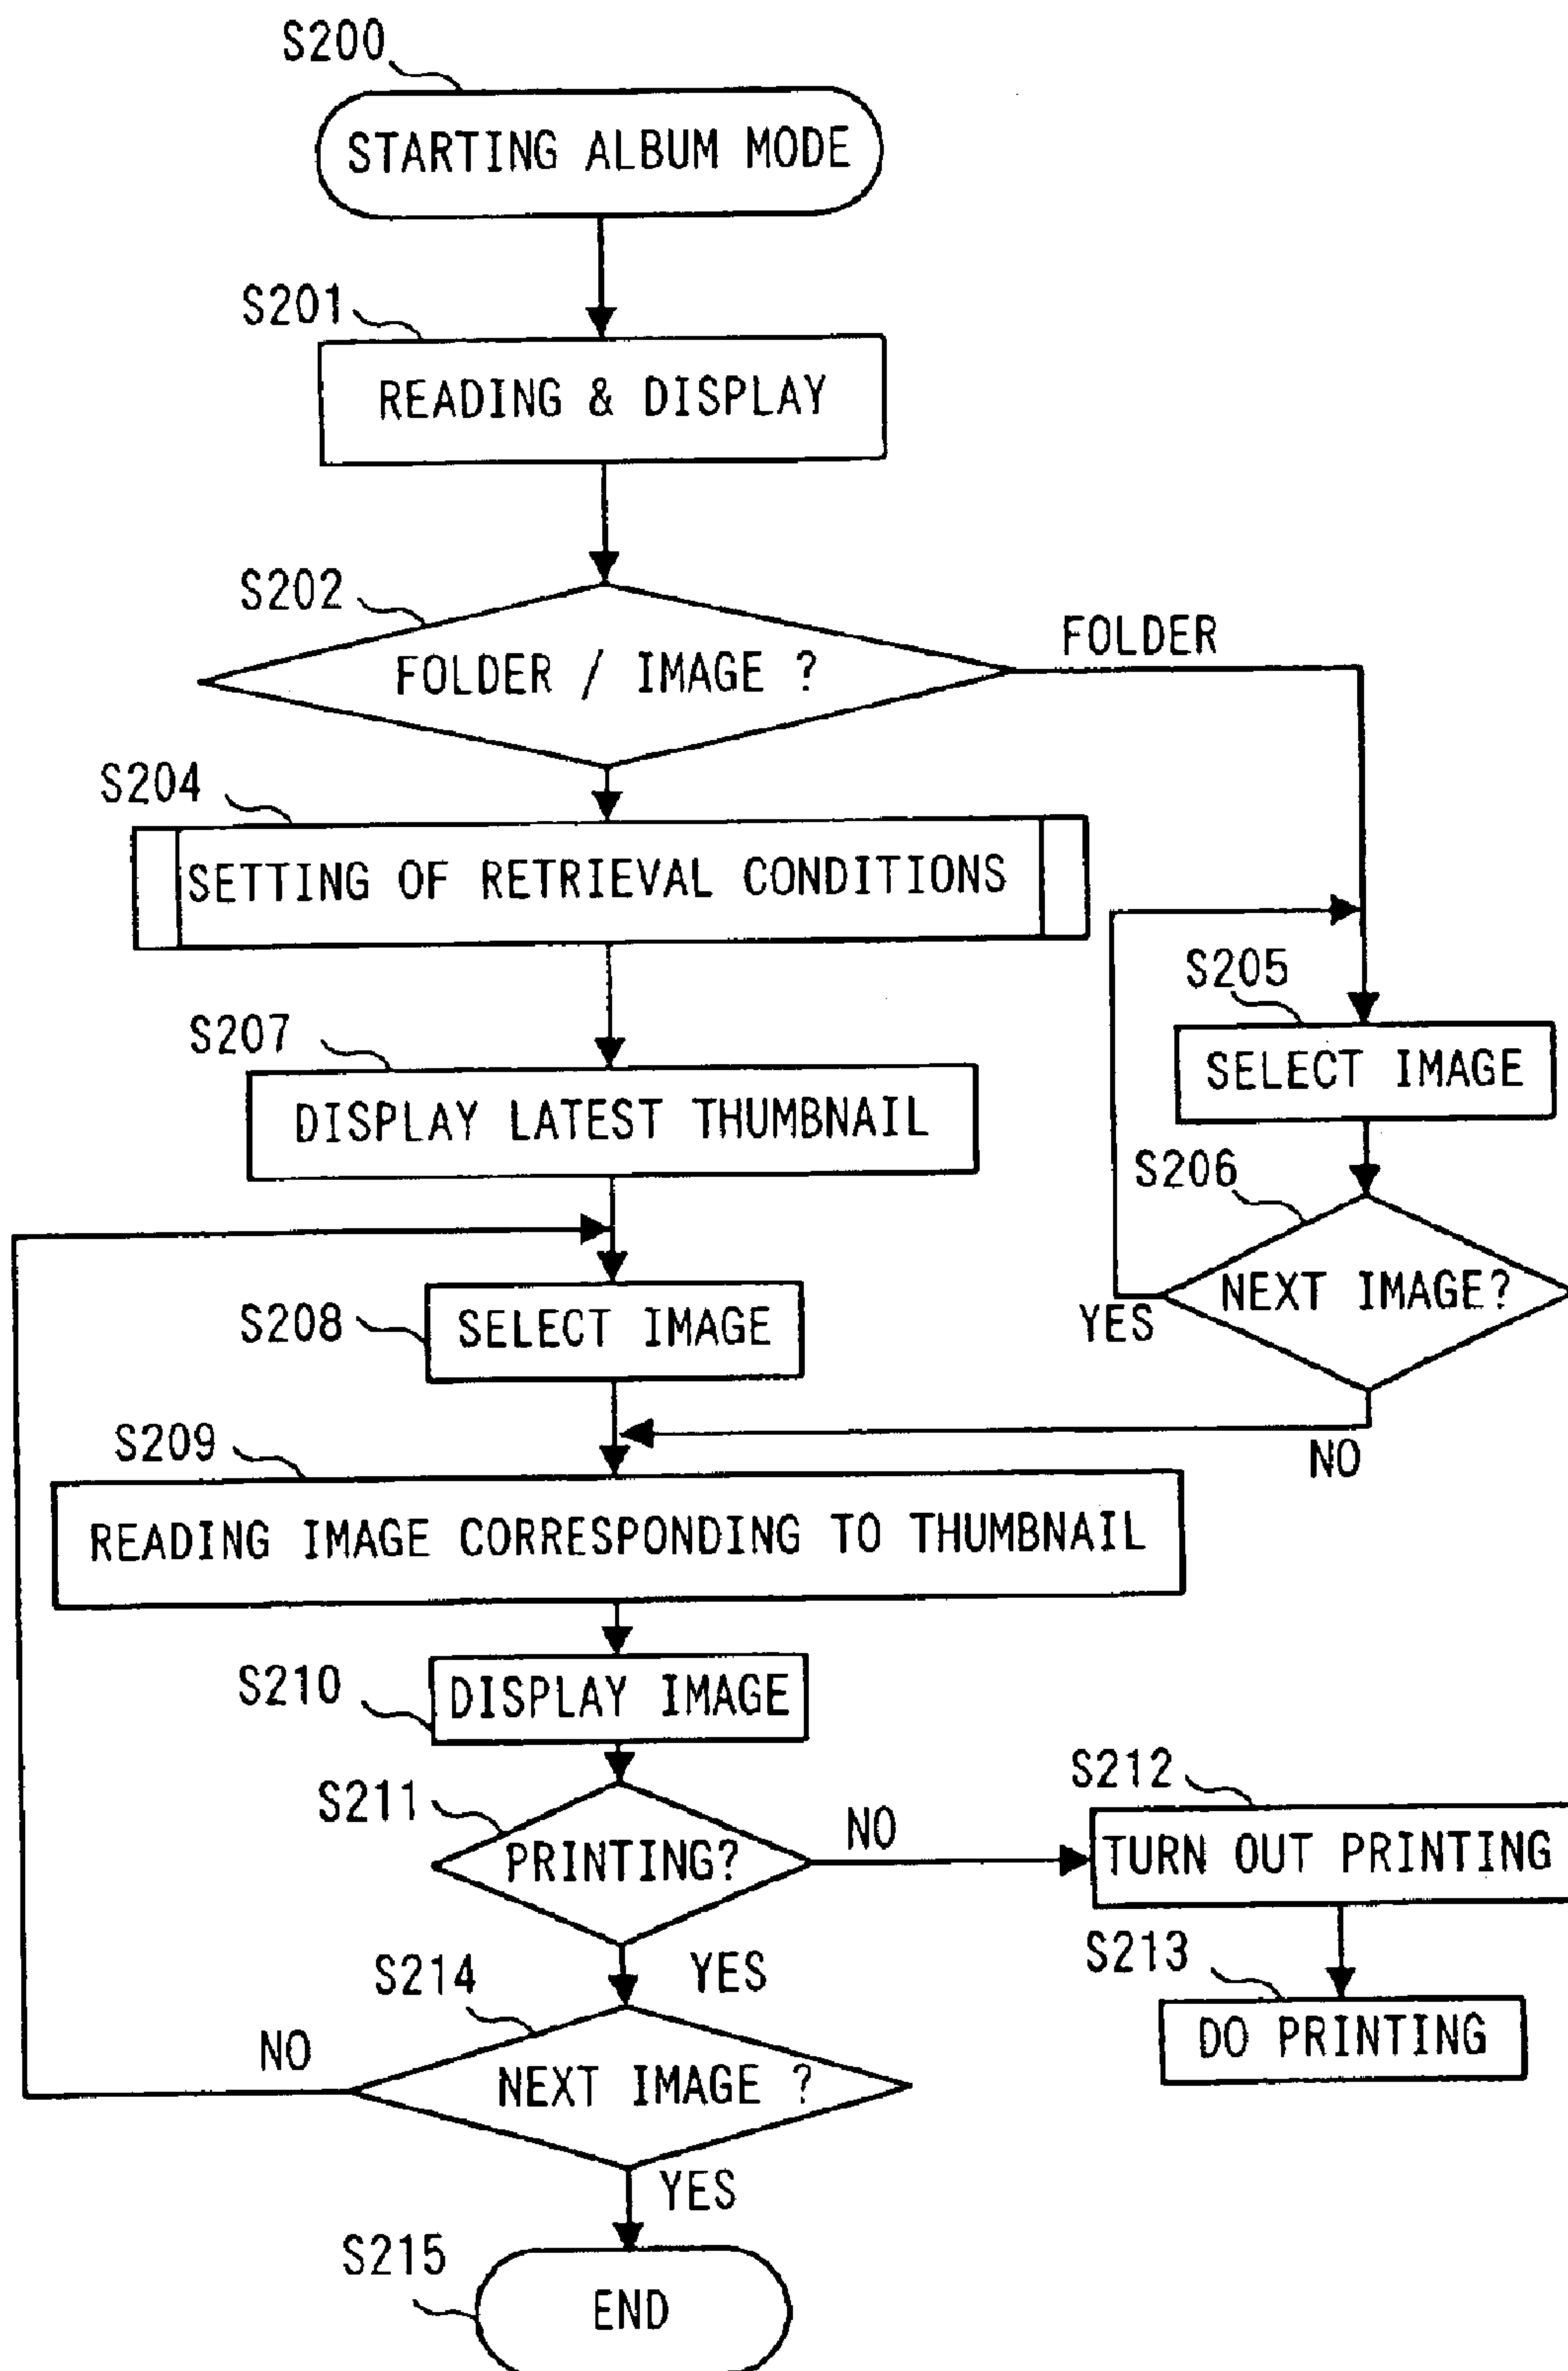 S200
STARTING ALBUM MODE
S201
READING & DISPLAY
S202
FOLDER / IMAGE ?
FOLDER
S204
SETTING OF RETRIEVAL CONDITIONS
S205
SELECT IMAGE
S207
DISPLAY LATEST THUMBNAIL
S206
NEXT IMAGE?
YES
NO
S208
SELECT IMAGE
S209
READING IMAGE CORRESPONDING TO THUMBNAIL
S210
DISPLAY IMAGE
S211
PRINTING?
NO
S212
TURN OUT PRINTING
S213
DO PRINTING
YES
S214
NEXT IMAGE ?
NO
YES
S215
END